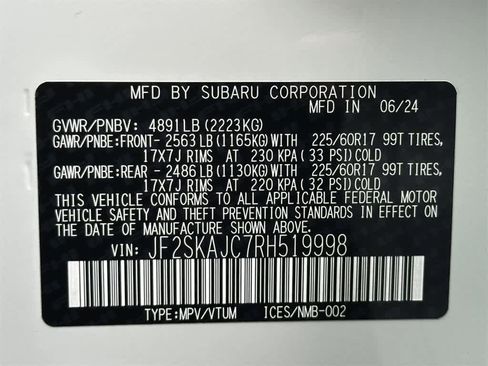 MFD BY SUBARU CORPORATION
MFD IN 06/24
GVWR/PNBV: 4891LB(2223KG)
GAWR/PNBE:FRONT- 2563LB(1165KG)WITH 225/60R17 99T TIRES,
17X7J RIMS AT 230 KPA(33 PSI)COLD
GAWR/PNBE:REAR - 2486LB(1130KG)WITH 225/60R17 99T TIRES,
17X7J RIMS AT 220 KPA(32 PSI)COLD
THIS VEHICLE CONFORMS TO ALL APPLICABLE FEDERAL MOTOR
VEHICLE SAFETY AND THEFT PREVENTION STANDARDS IN EFFECT
ON THE DATE OF MANUFACTURE SHOWN ABOVE.
VIN: JF2SKAJC7RH519998
TYPE:MPV/VTUM ICES/NMB-002